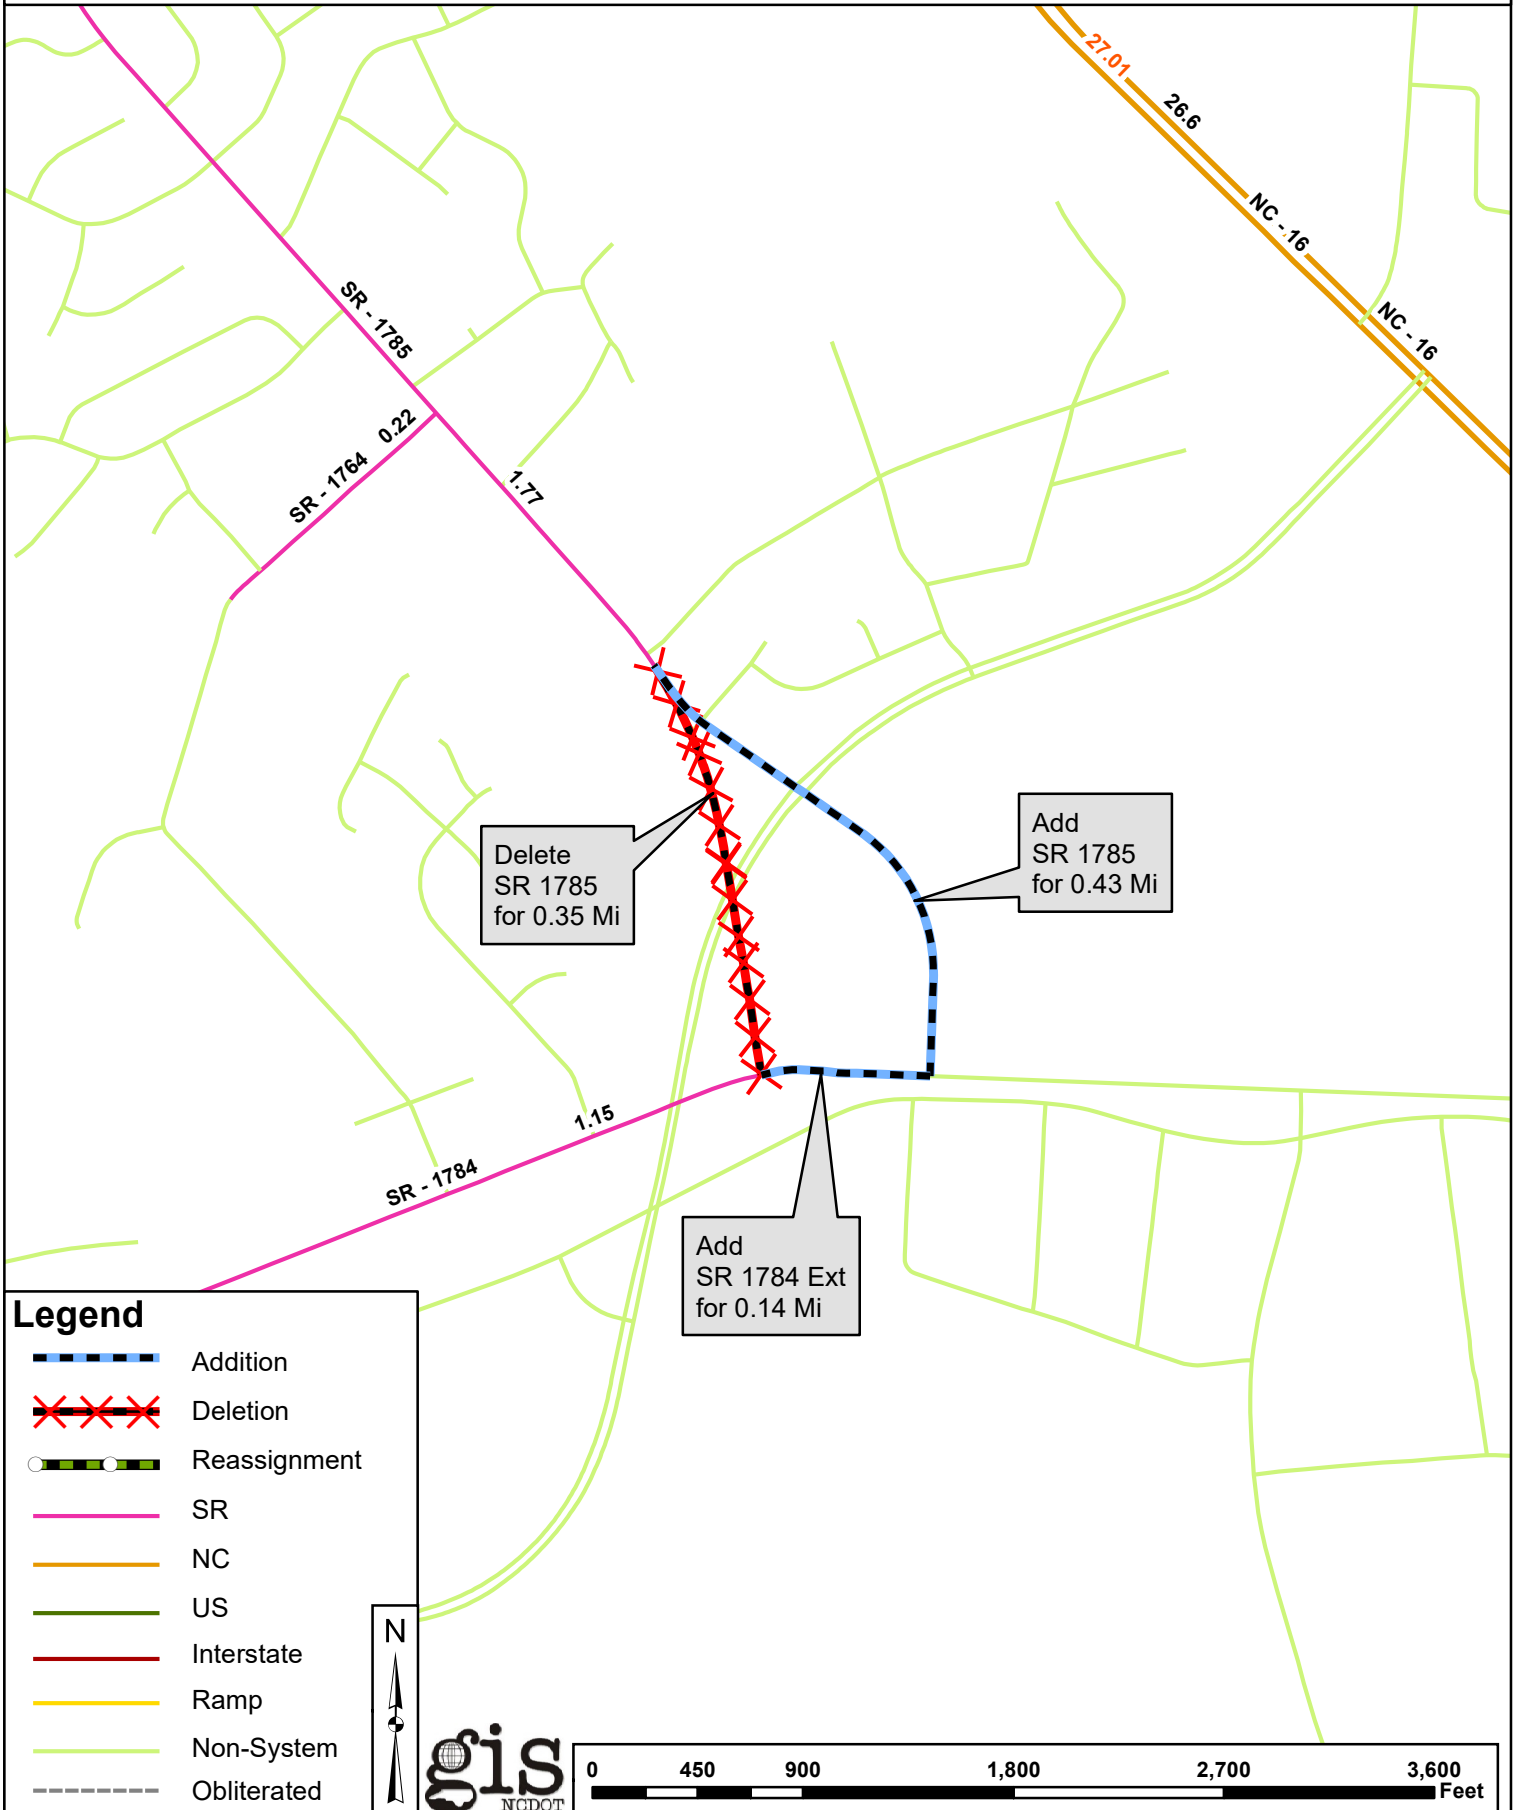 27.01
26.6
NC - 16
NC - 16
SR - 1785
0.22
SR - 1764
1.77
Delete
SR 1785
for 0.35 Mi
Add
SR 1785
for 0.43 Mi
1.15
SR - 1784
Add
SR 1784 Ext
for 0.14 Mi
Legend
Addition
Deletion
Reassignment
SR
NC
US
Interstate
Ramp
Non-System
Obliterated
N
gis
NCDOT
0 450 900 1,800 2,700 3,600
Feet